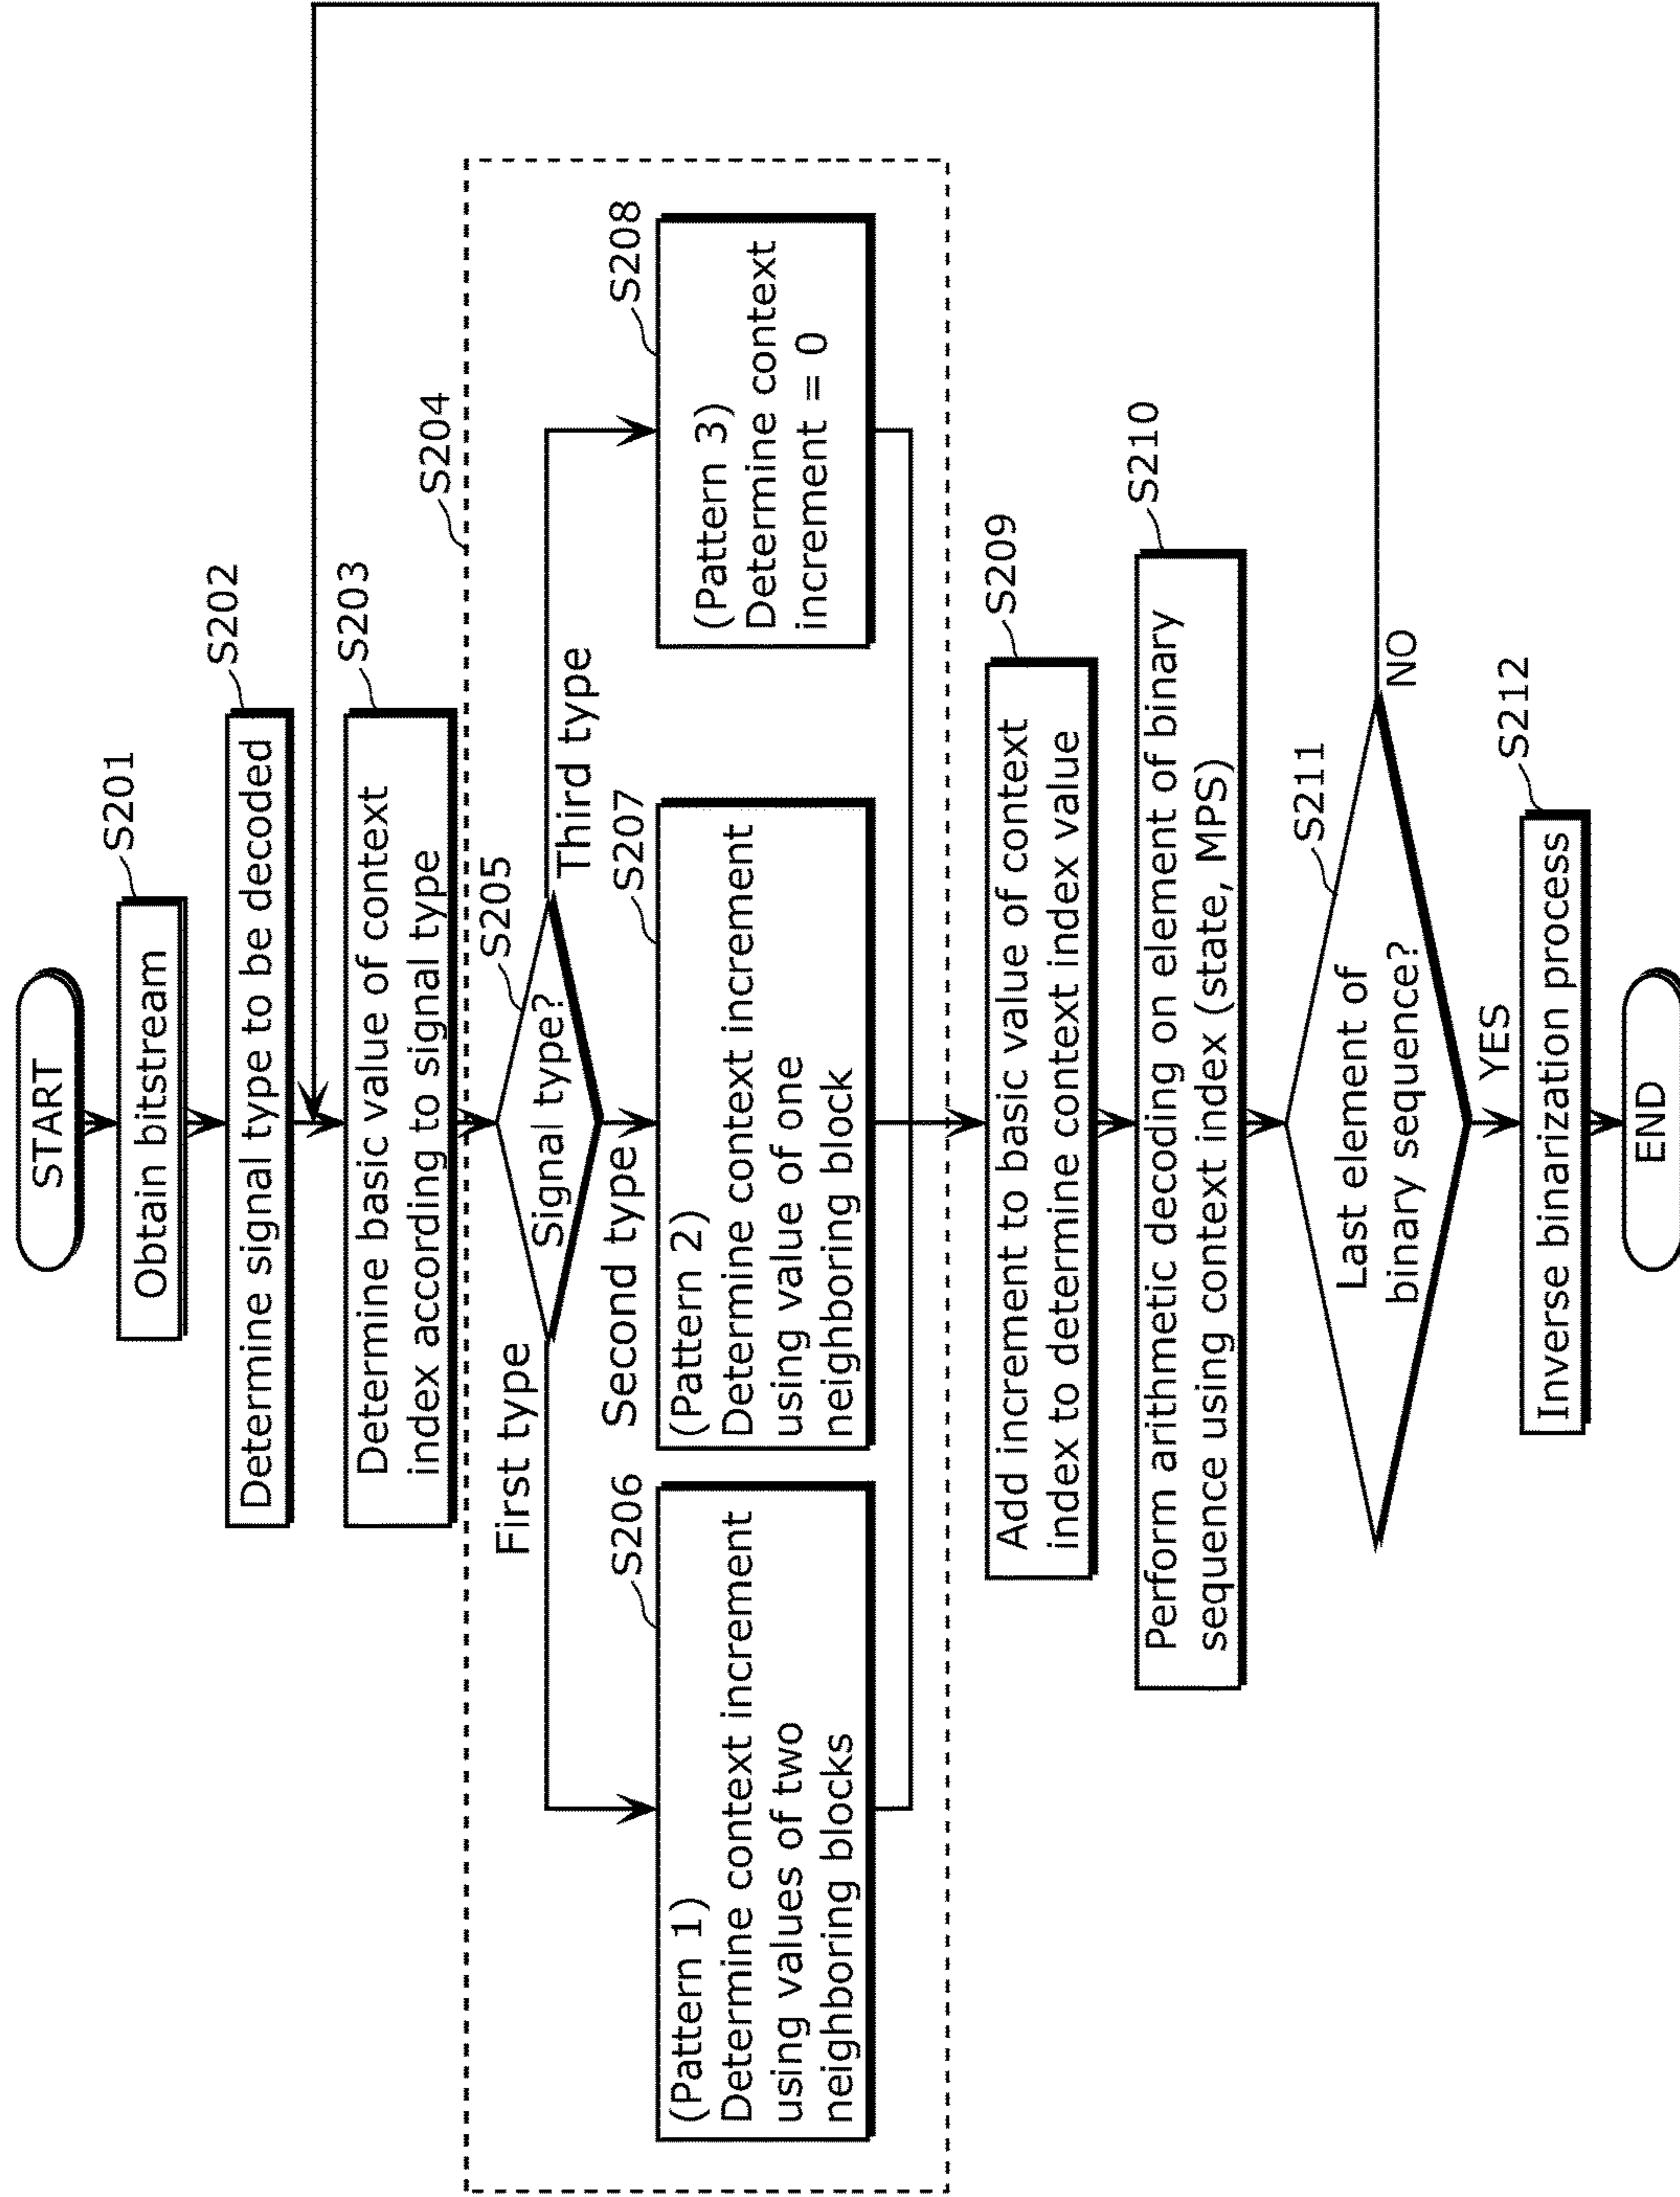 START
S201
Obtain bitstream
S202
Determine signal type to be decoded
S203
Determine basic value of context
index according to signal type
S204
S205
Signal type?
First type
Second type
Third type
S206
(Pattern 1)
Determine context increment
using values of two
neighboring blocks
S207
(Pattern 2)
Determine context increment
using value of one
neighboring block
S208
(Pattern 3)
Determine context
increment = 0
S209
Add increment to basic value of context
index to determine context index value
S210
Perform arithmetic decoding on element of binary
sequence using context index (state, MPS)
S211
Last element of
binary sequence?
NO
YES
S212
Inverse binarization process
END